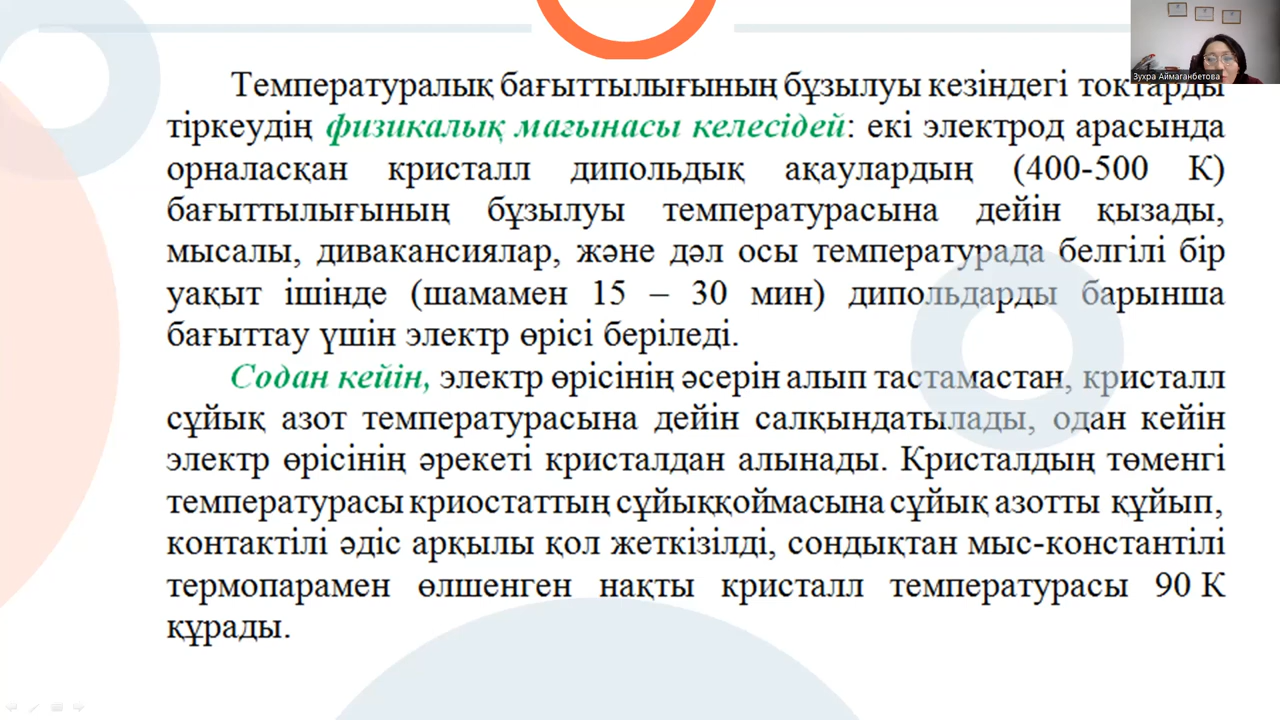 Зухра Аймаганбетова
Температуралық бағыттылығының бұзылуы кезіндегі токтарды
тіркеудің физикалық мағынасы келесідей: екі электрод арасында
орналасқан кристалл дипольдық ақаулардың (400-500 К)
бағыттылығының бұзылуы температурасына дейін қызады,
мысалы, дивакансиялар, және дәл осы температурада белгілі бір
уақыт ішінде (шамамен 15 – 30 мин) дипольдарды барынша
бағыттау үшін электр өрісі беріледі.
Содан кейін, электр өрісінің әсерін алып тастамастан, кристалл
сұйық азот температурасына дейін салқындатылады, одан кейін
электр өрісінің әрекеті кристалдан алынады. Кристалдың төменгі
температурасы криостаттың сұйыққоймасына сұйық азотты құйып,
контактілі әдіс арқылы қол жеткізілді, сондықтан мыс-константілі
термопарамен өлшенген нақты кристалл температурасы 90 К
құрады.